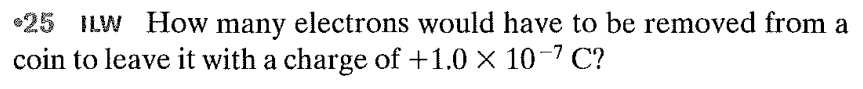 •25 ILW How many electrons would have to be removed from a
coin to leave it with a charge of +1.0 × 10⁻⁷ C?